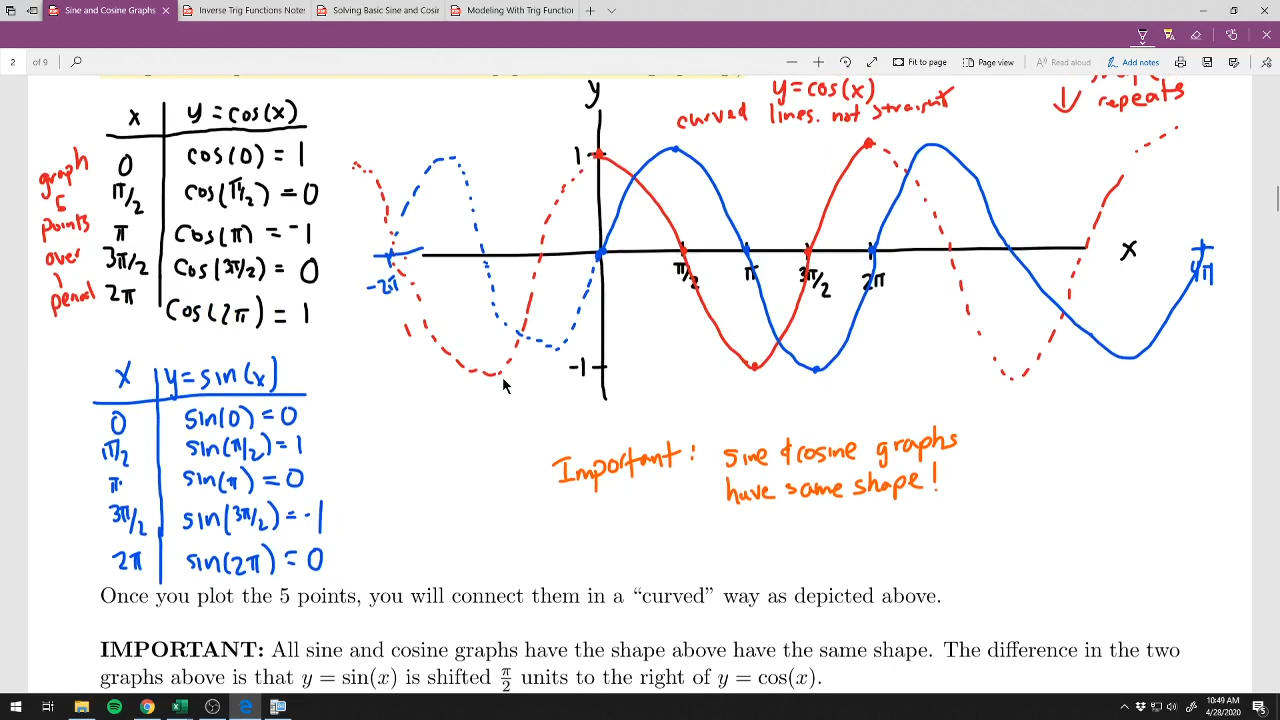 Sine and Cosine Graphs
Inverse Trig Functions Notes
Solving Basic Sine and Cosin
Modeling With Trig Function
2 of 9
Fit to page
Page view
Read aloud
Add notes
x y = cos(x)
0 cos(0) = 1
π/2 cos(π/2) = 0
π cos(π) = -1
3π/2 cos(3π/2) = 0
2π cos(2π) = 1
graph
5
points
over
1
period
y
y = cos(x)
curved lines. not straight
repeats
1
-2π
π/2
π
3π/2
2π
x
4π
-1
x y = sin(x)
0 sin(0) = 0
π/2 sin(π/2) = 1
π sin(π) = 0
3π/2 sin(3π/2) = -1
2π sin(2π) = 0
Important: sine & cosine graphs
have same shape!
Once you plot the 5 points, you will connect them in a “curved” way as depicted above.
IMPORTANT: All sine and cosine graphs have the shape above have the same shape. The difference in the two
graphs above is that y = sin(x) is shifted π/2 units to the right of y = cos(x).
10:49 AM
4/28/2020